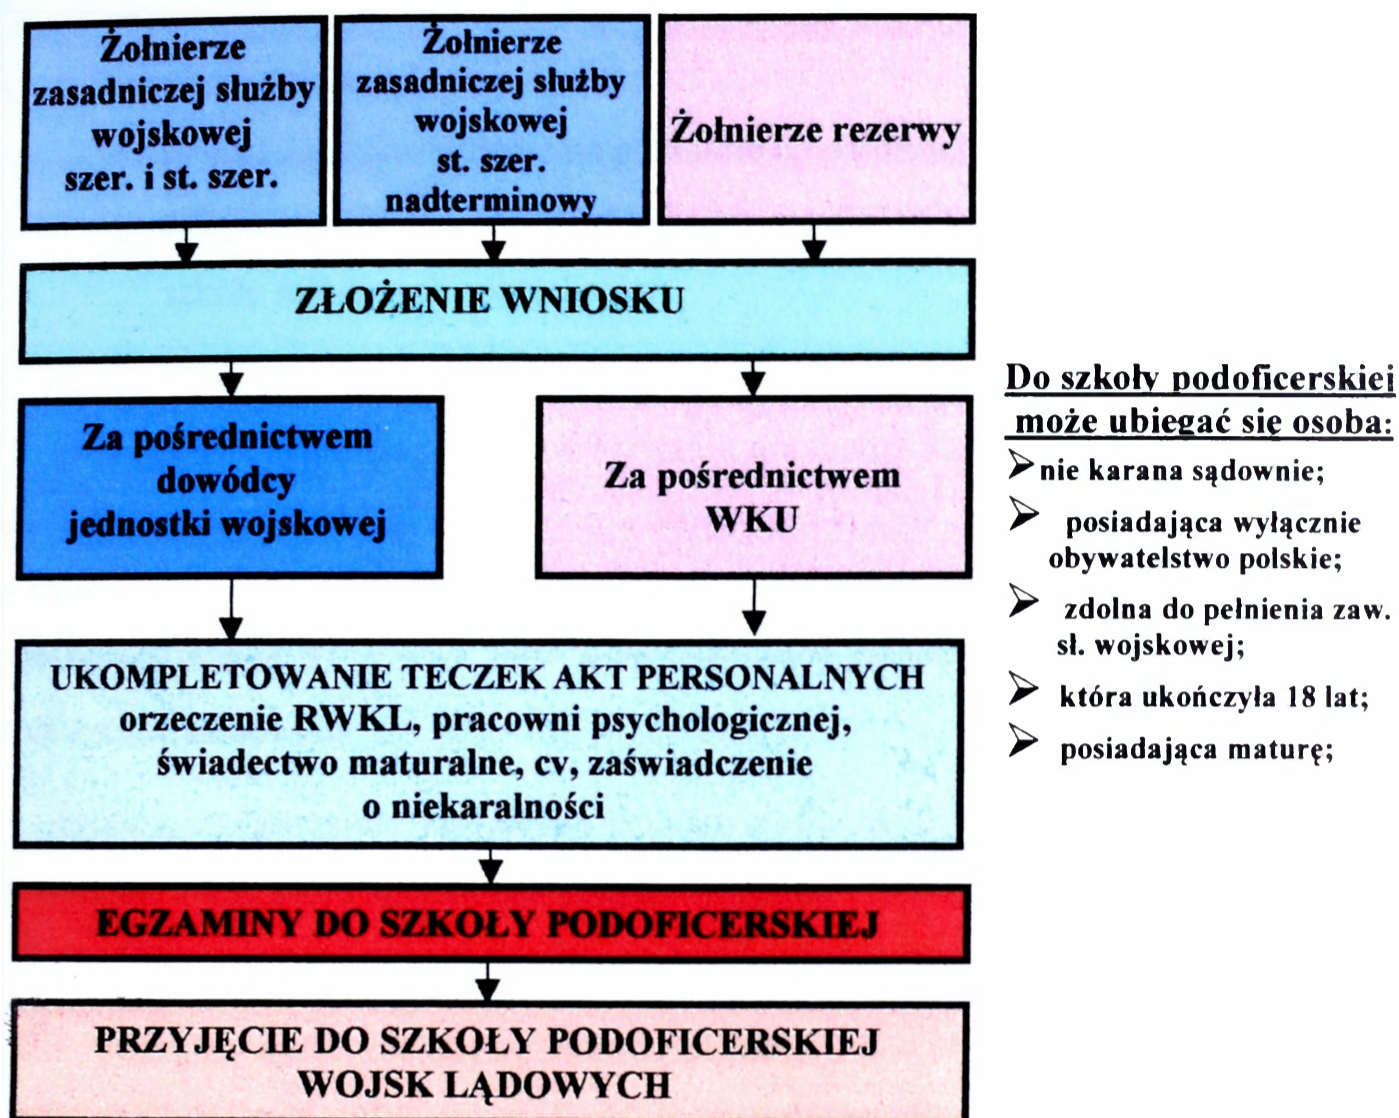 Żołnierze
zasadniczej służby
wojskowej
szer. i st. szer.
Żołnierze
zasadniczej służby
wojskowej
st. szer.
nadterminowy
Żołnierze rezerwy
ZŁOŻENIE WNIOSKU
Za pośrednictwem
dowódcy
jednostki wojskowej
Za pośrednictwem
WKU
UKOMPLETOWANIE TECZEK AKT PERSONALNYCH
orzeczenie RWKL, pracowni psychologicznej,
świadectwo maturalne, cv, zaświadczenie
o niekaralności
EGZAMINY DO SZKOŁY PODOFICERSKIEJ
PRZYJĘCIE DO SZKOŁY PODOFICERSKIEJ
WOJSK LĄDOWYCH
Do szkoły podoficerskiej
może ubiegać się osoba:
➢nie karana sądownie;
➢ posiadająca wyłącznie
obywatelstwo polskie;
➢ zdolna do pełnienia zaw.
sł. wojskowej;
➢ która ukończyła 18 lat;
➢ posiadająca maturę;